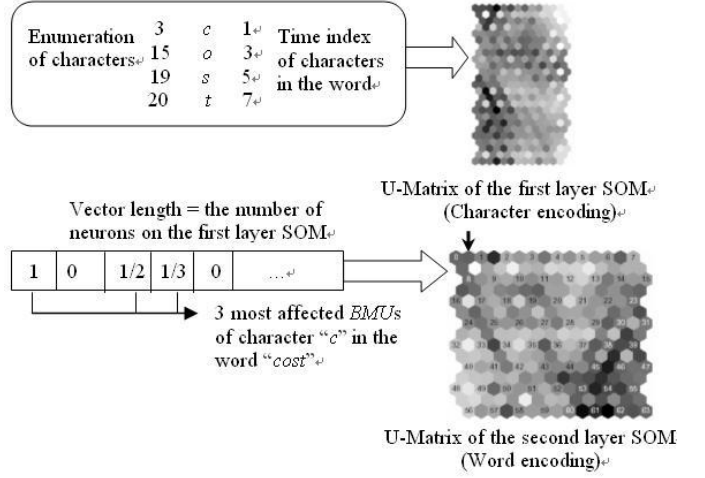 Enumeration of characters
3 c 1
15 o 3
19 s 5
20 t 7
Time index of characters in the word
U-Matrix of the first layer SOM
(Character encoding)
Vector length = the number of
neurons on the first layer SOM
1 0 1/2 1/3 0 ...
3 most affected BMUs
of character “c” in the
word “cost”
U-Matrix of the second layer SOM
(Word encoding)